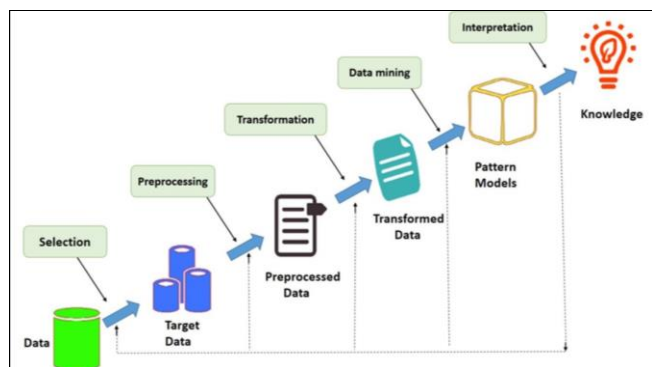 Interpretation
Knowledge
Data mining
Pattern
Models
Transformation
Transformed
Data
Preprocessing
Preprocessed
Data
Selection
Target
Data
Data